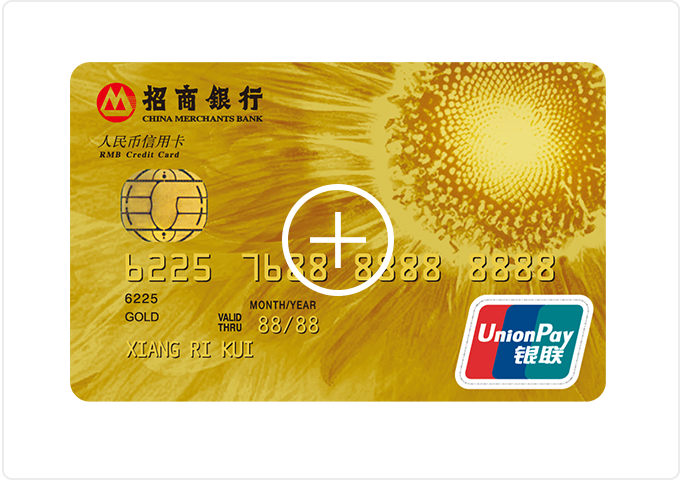 招商銀行
CHINA MERCHANTS BANK
人民币信用卡
RMB Credit Card
6225 7688 8888 8888
6225
MONTH/YEAR
GOLD
VALID THRU
88/88
XIANG RI KUI
UnionPay
银联